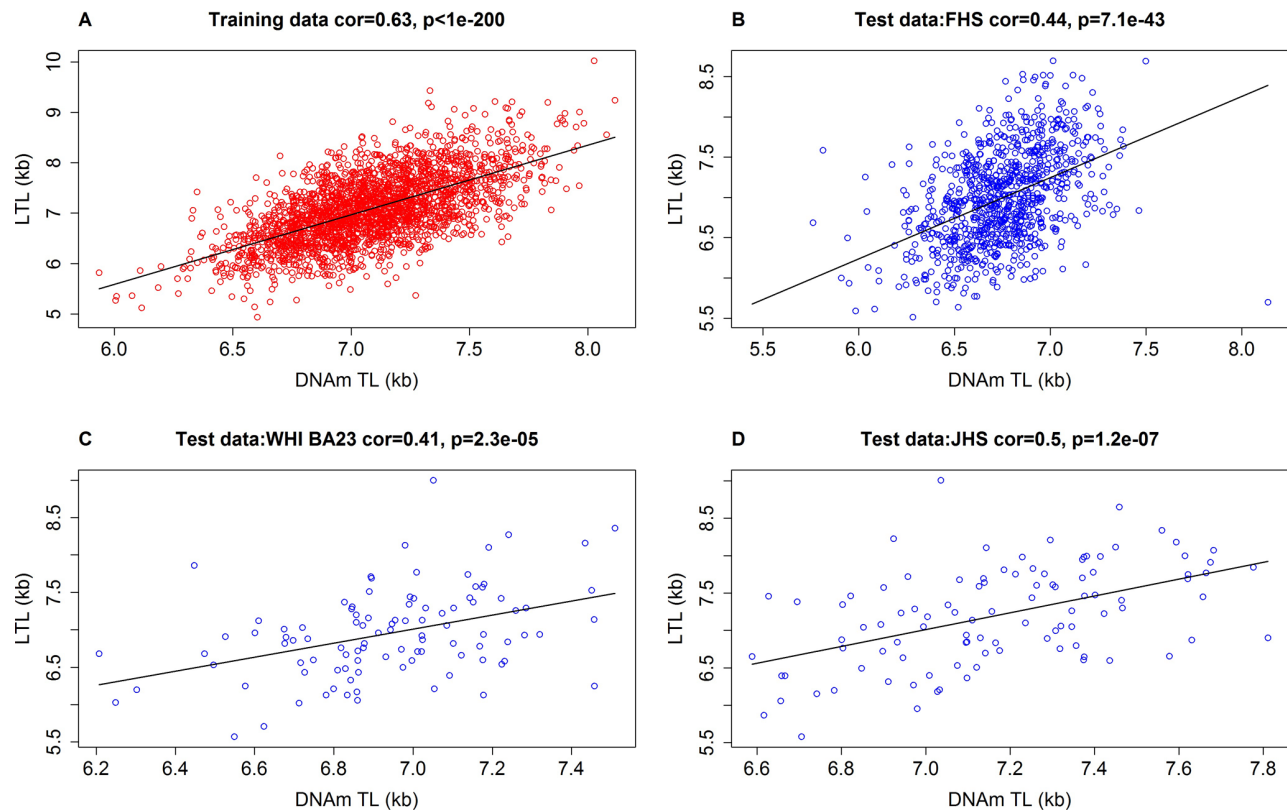 A Training data cor=0.63, p<1e-200
LTL (kb)
10
9
8
7
6
5
6.0 6.5 7.0 7.5 8.0
DNAm TL (kb)
B Test data:FHS cor=0.44, p=7.1e-43
LTL (kb)
8.5
7.5
6.5
5.5
5.5 6.0 6.5 7.0 7.5 8.0
DNAm TL (kb)
C Test data:WHI BA23 cor=0.41, p=2.3e-05
LTL (kb)
8.5
7.5
6.5
5.5
6.2 6.4 6.6 6.8 7.0 7.2 7.4
DNAm TL (kb)
D Test data:JHS cor=0.5, p=1.2e-07
LTL (kb)
8.5
7.5
6.5
5.5
6.6 6.8 7.0 7.2 7.4 7.6 7.8
DNAm TL (kb)